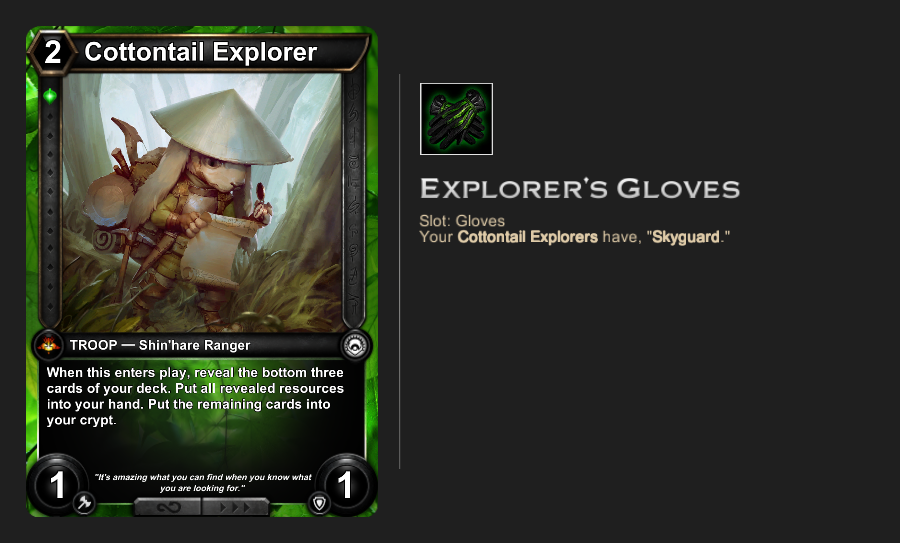 2 Cottontail Explorer
TROOP — Shin'hare Ranger
When this enters play, reveal the bottom three
cards of your deck. Put all revealed resources
into your hand. Put the remaining cards into
your crypt.
"It's amazing what you can find when you know what
you are looking for."
1 1
EXPLORER'S GLOVES
Slot: Gloves
Your Cottontail Explorers have, "Skyguard."